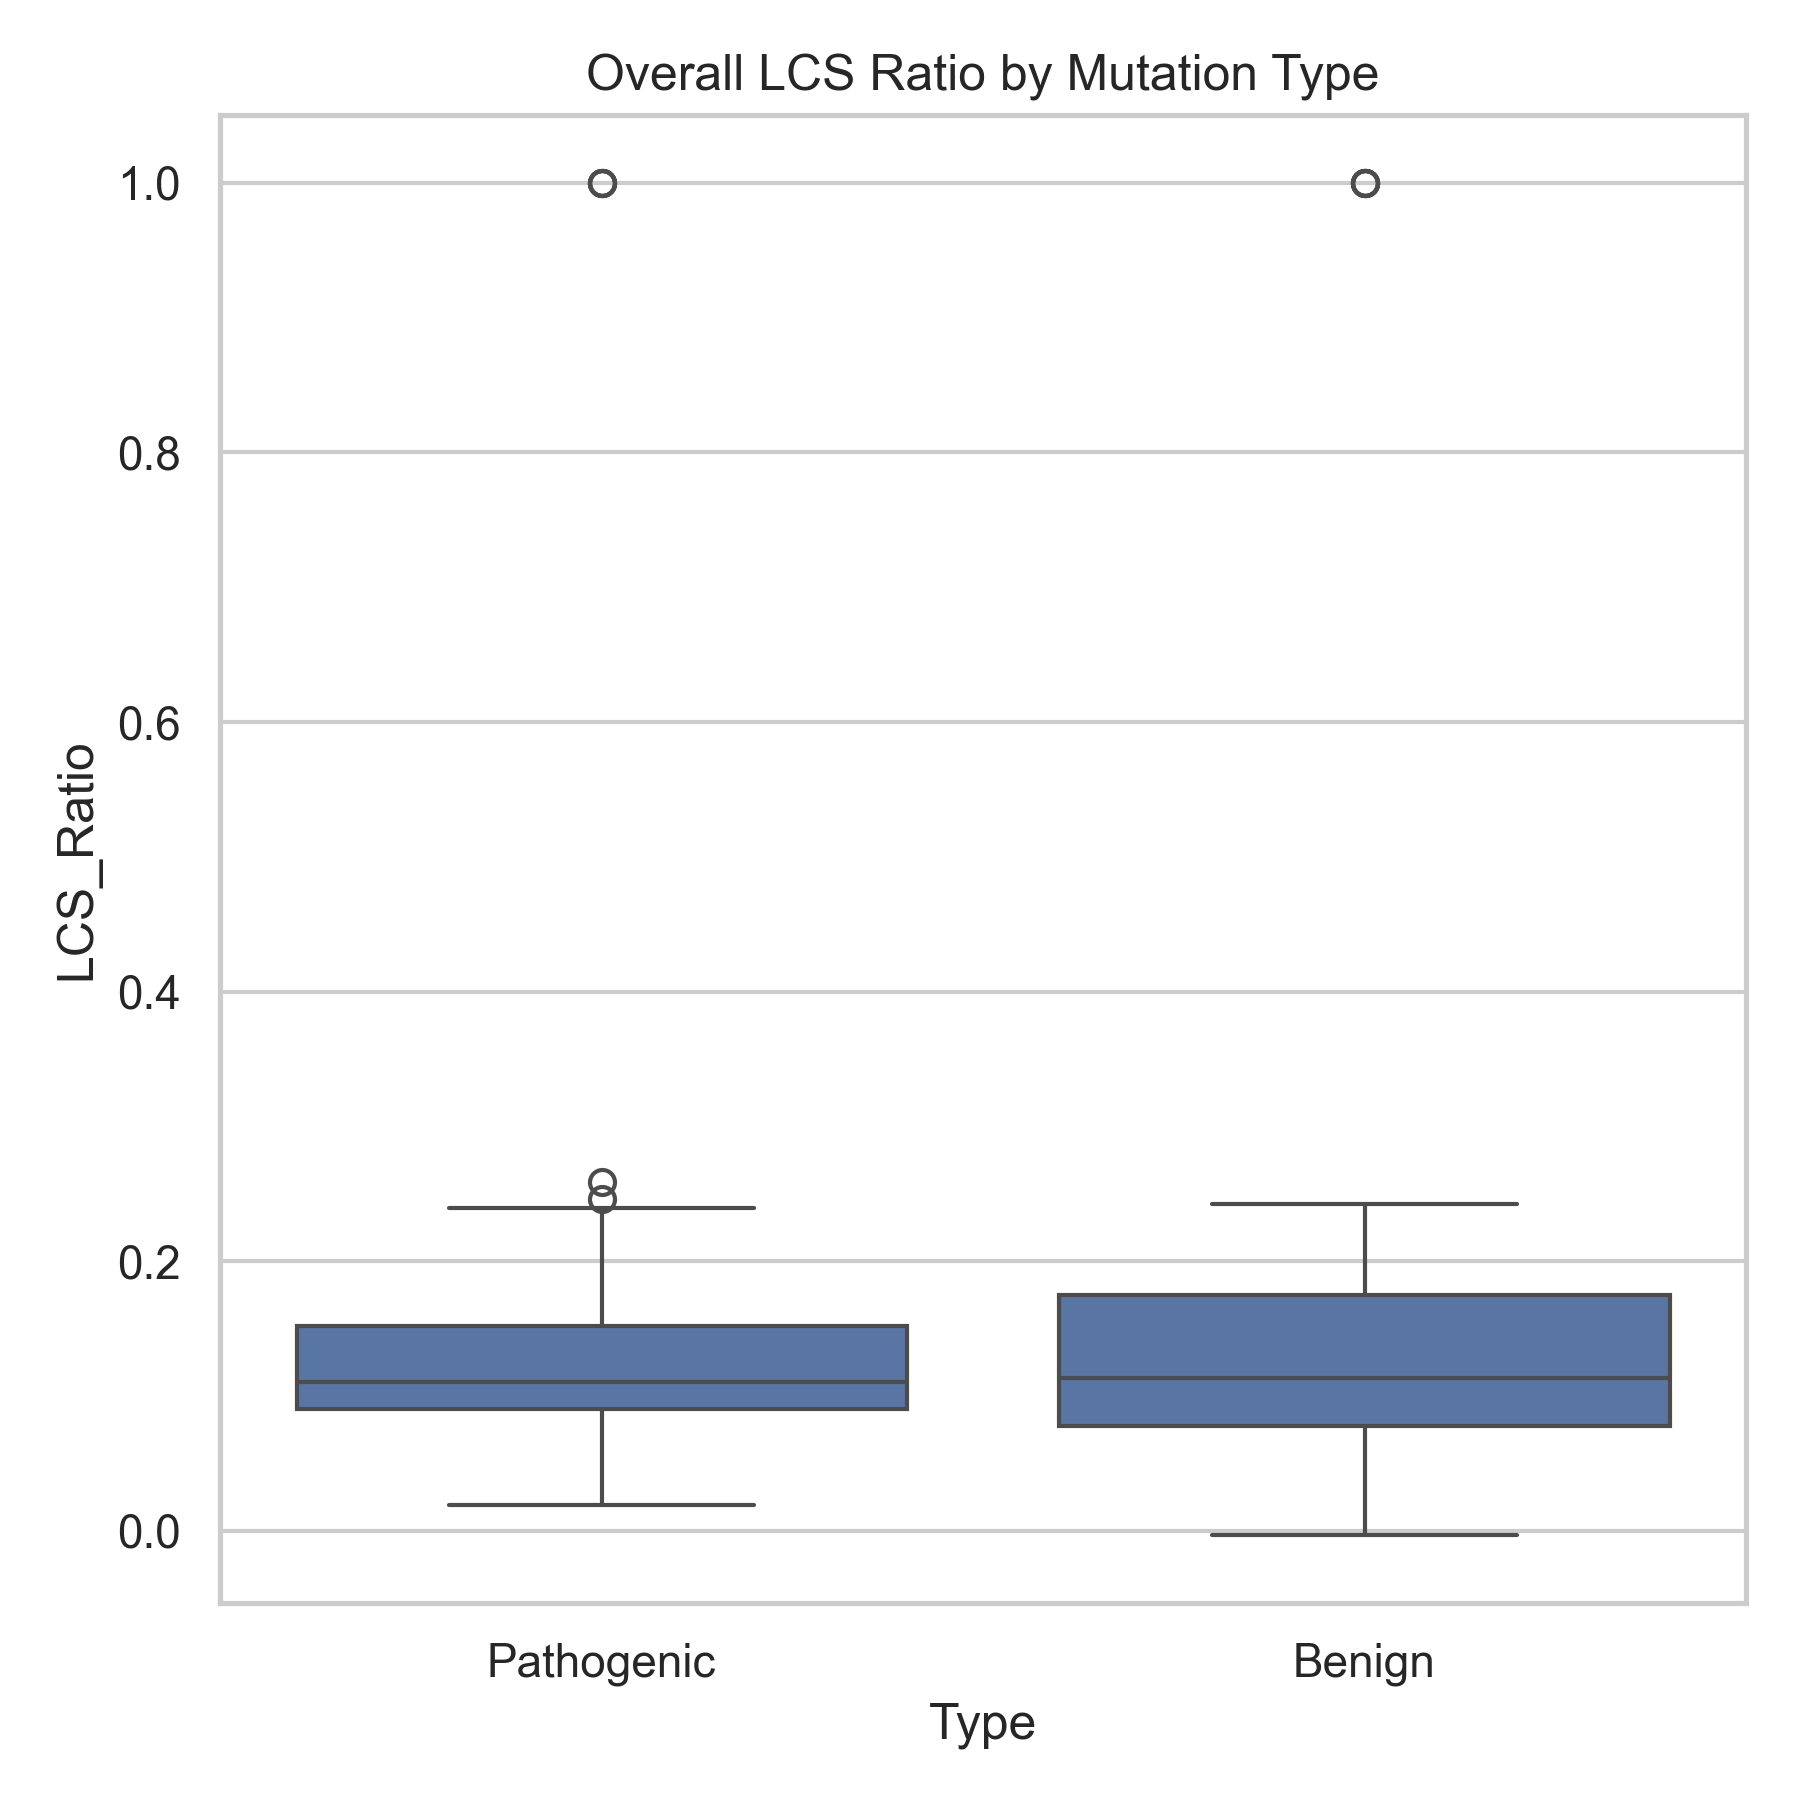 Overall LCS Ratio by Mutation Type
LCS_Ratio
1.0
0.8
0.6
0.4
0.2
0.0
Pathogenic
Benign
Type